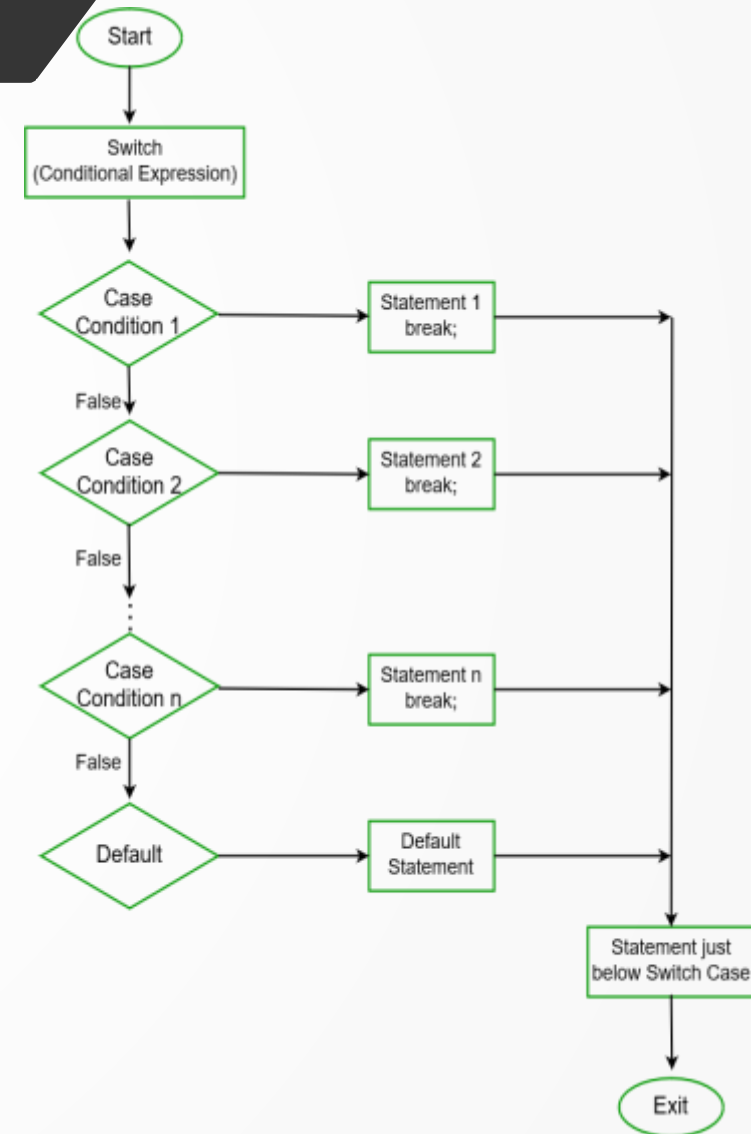 Start
Switch
(Conditional Expression)
Case
Condition 1
Statement 1
break;
False
Case
Condition 2
Statement 2
break;
False
Case
Condition n
Statement n
break;
False
Default
Default
Statement
Statement just
below Switch Case
Exit